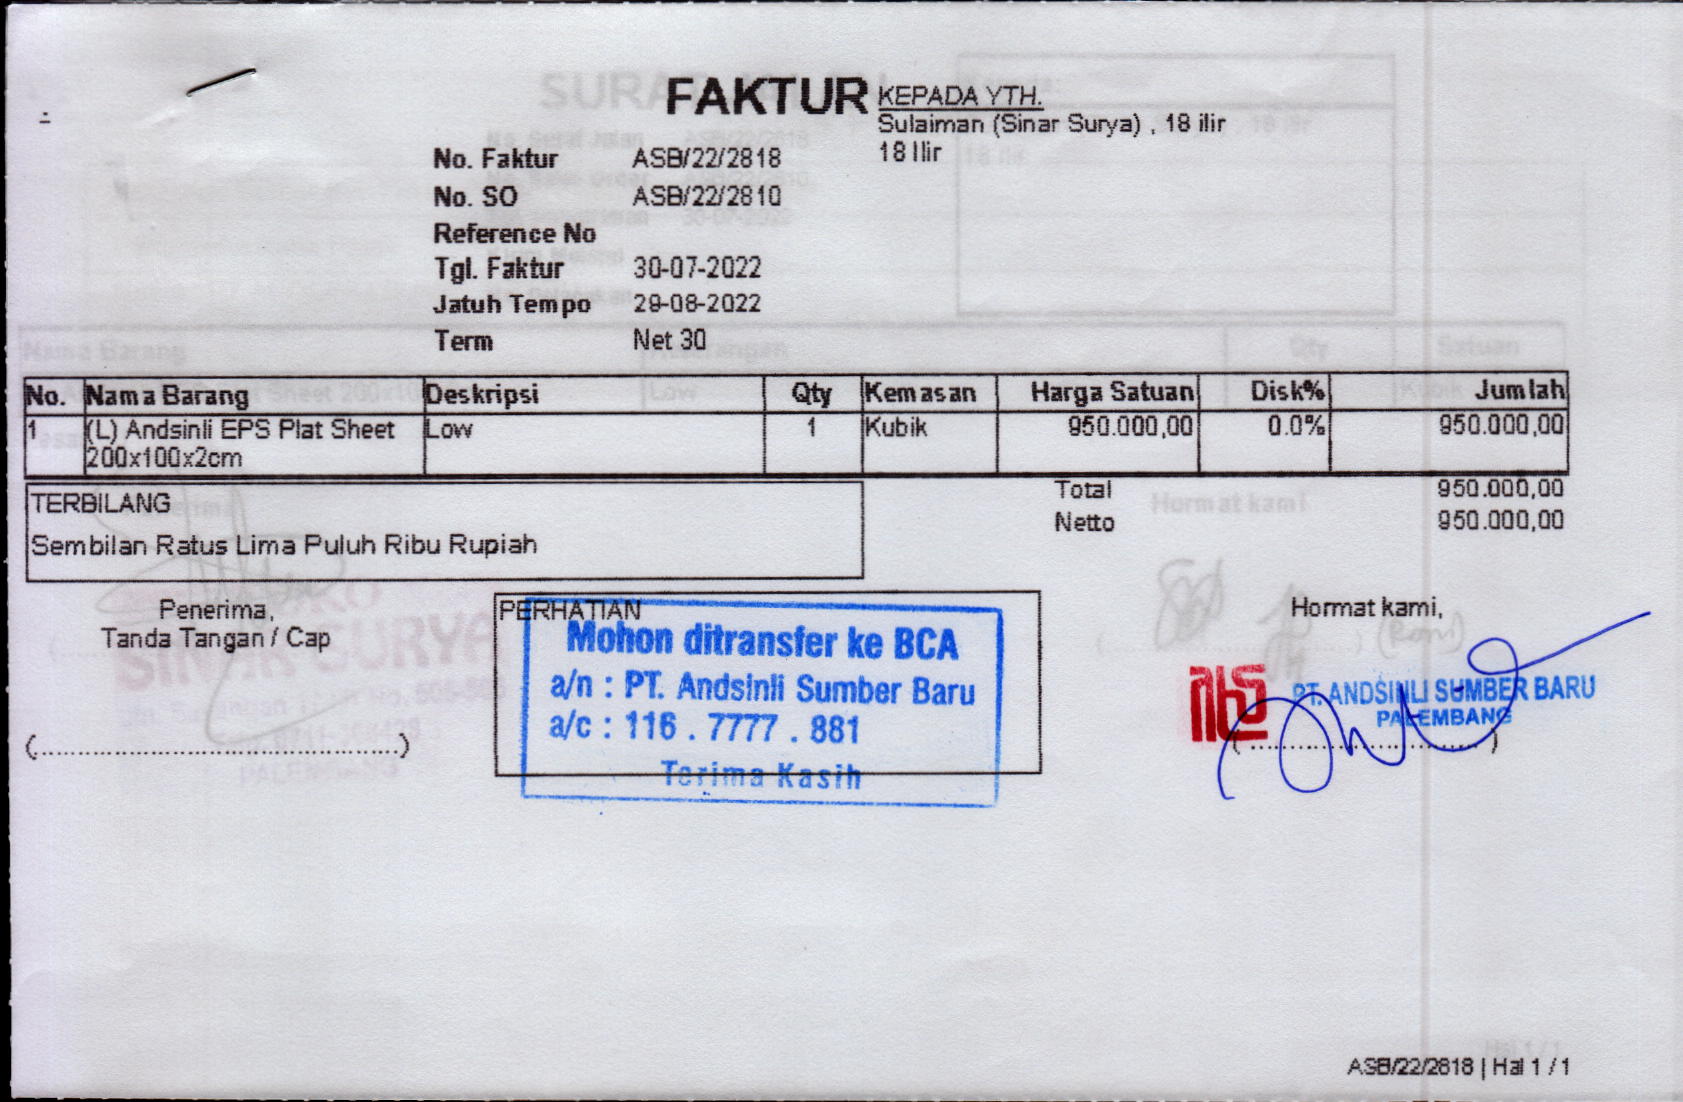 FAKTUR
KEPADA YTH.
Sulaiman (Sinar Surya) , 18 ilir
18 Ilir
No. Faktur ASB/22/2818
No. SO ASB/22/2810
Reference No
Tgl. Faktur 30-07-2022
Jatuh Tempo 29-08-2022
Term Net 30
No. Nama Barang Deskripsi Qty Kemasan Harga Satuan Disk% Jumlah
1 (L) Andsinli EPS Plat Sheet Low 1 Kubik 950.000,00 0.0% 950.000,00
200x100x2cm
TERBILANG
Sembilan Ratus Lima Puluh Ribu Rupiah
Total 950.000,00
Netto 950.000,00
Penerima,
Tanda Tangan / Cap
(..........................................................)
PERHATIAN
Mohon ditransfer ke BCA
a/n : PT. Andsinli Sumber Baru
a/c : 116 . 7777 . 881
Terima Kasih
Hormat kami,
PT. ANDSINLI SUMBER BARU
PALEMBANG
(....................................)
ASB/22/2818 | Hal 1 / 1